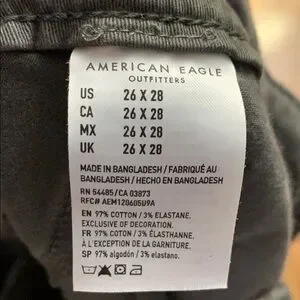 AMERICAN EAGLE
OUTFITTERS
US 26 X 28
CA 26 X 28
MX 26 X 28
UK 26 X 28
MADE IN BANGLADESH / FABRIQUÉ AU
BANGLADESH / HECHO EN BANGLADESH
RN 54485/CA 03873
RFC# AEM120605U9A
EN 97% COTTON / 3% ELASTANE.
EXCLUSIVE OF DECORATION.
FR 97% COTON / 3% ÉLASTHANNE.
À L'EXCEPTION DE LA GARNITURE.
SP 97% algodón / 3% elastano.